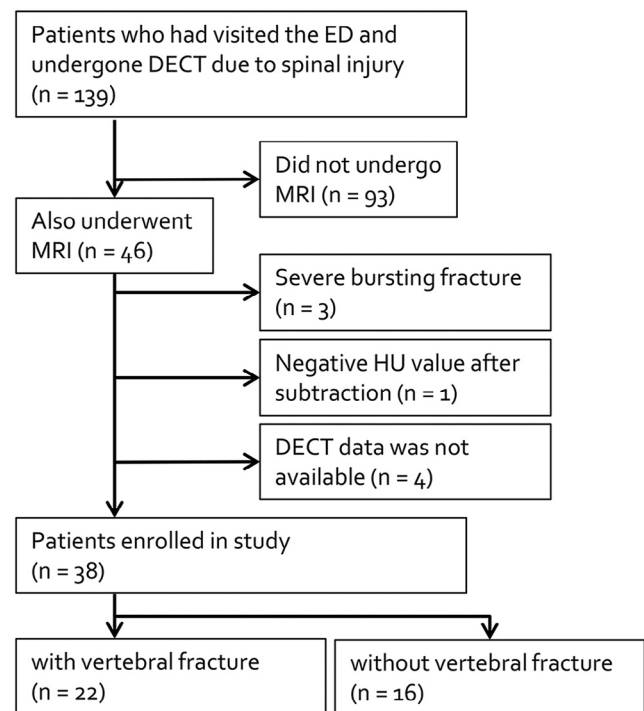 Patients who had visited the ED and
undergone DECT due to spinal injury
(n = 139)
Did not undergo
MRI (n = 93)
Also underwent
MRI (n = 46)
Severe bursting fracture
(n = 3)
Negative HU value after
subtraction (n = 1)
DECT data was not
available (n = 4)
Patients enrolled in study
(n = 38)
with vertebral fracture
(n = 22)
without vertebral fracture
(n = 16)